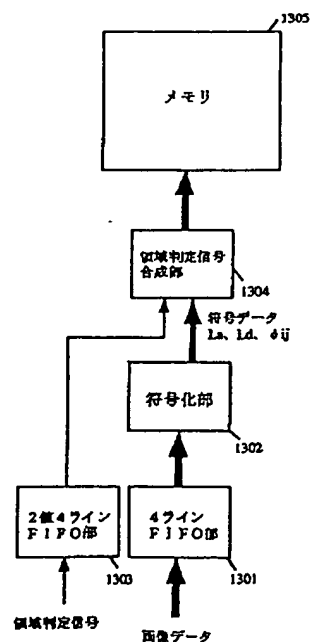 1305
メモリ
領域判定信号
合成部
1304
符号データ
La、Ld、φij
符号化部
1302
2値4ライン
FIFO部
1303
4ライン
FIFO部
1301
領域判定信号
画像データ